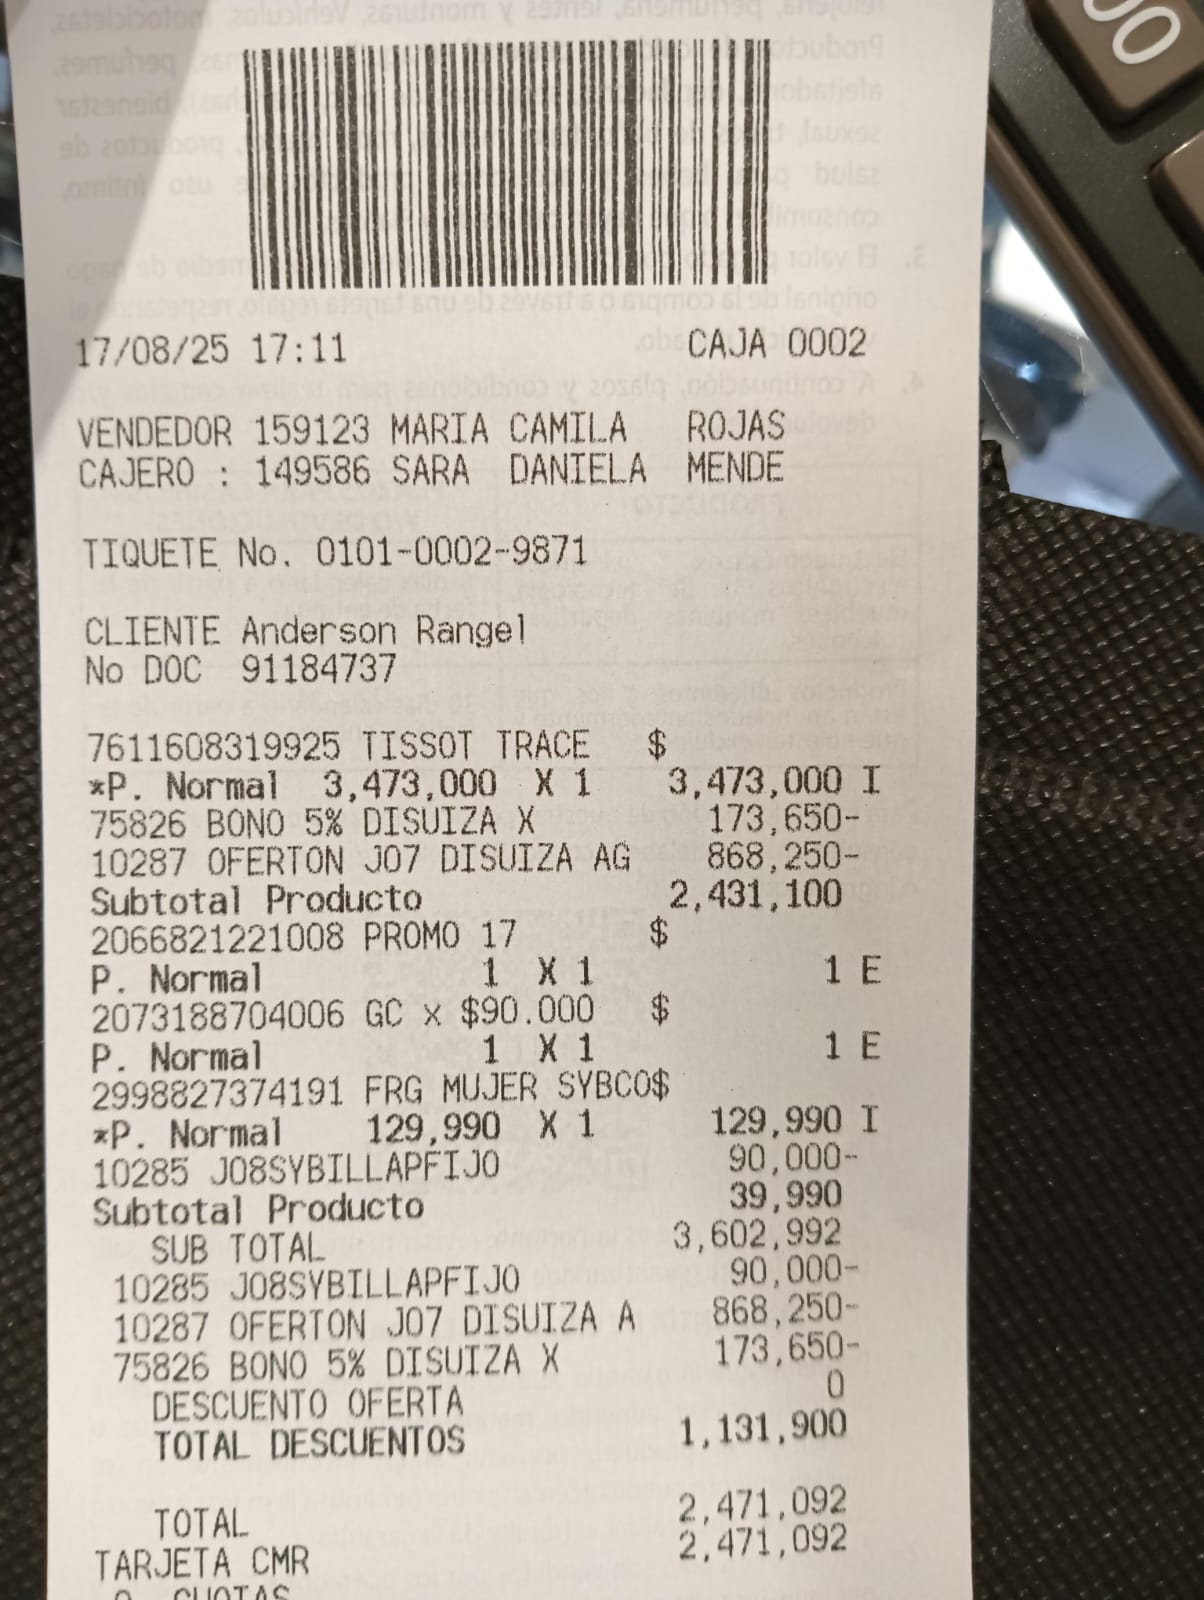 17/08/25 17:11 CAJA 0002
VENDEDOR 159123 MARIA CAMILA ROJAS
CAJERO : 149586 SARA DANIELA MENDE
TIQUETE No. 0101-0002-9871
CLIENTE Anderson Rangel
No DOC 91184737
7611608319925 TISSOT TRACE $
*P. Normal 3,473,000 X 1 3,473,000 I
75826 BONO 5% DISUIZA X 173,650-
10287 OFERTON J07 DISUIZA AG 868,250-
Subtotal Producto 2,431,100
2066821221008 PROMO 17 $
P. Normal 1 X 1 1 E
2073188704006 GC x $90.000 $
P. Normal 1 X 1 1 E
2998827374191 FRG MUJER SYBCO$
*P. Normal 129,990 X 1 129,990 I
10285 J08SYBILLAPFIJO 90,000-
Subtotal Producto 39,990
SUB TOTAL 3,602,992
10285 J08SYBILLAPFIJO 90,000-
10287 OFERTON J07 DISUIZA A 868,250-
75826 BONO 5% DISUIZA X 173,650-
DESCUENTO OFERTA 0
TOTAL DESCUENTOS 1,131,900
TOTAL 2,471,092
TARJETA CMR 2,471,092
CUOTAS
00